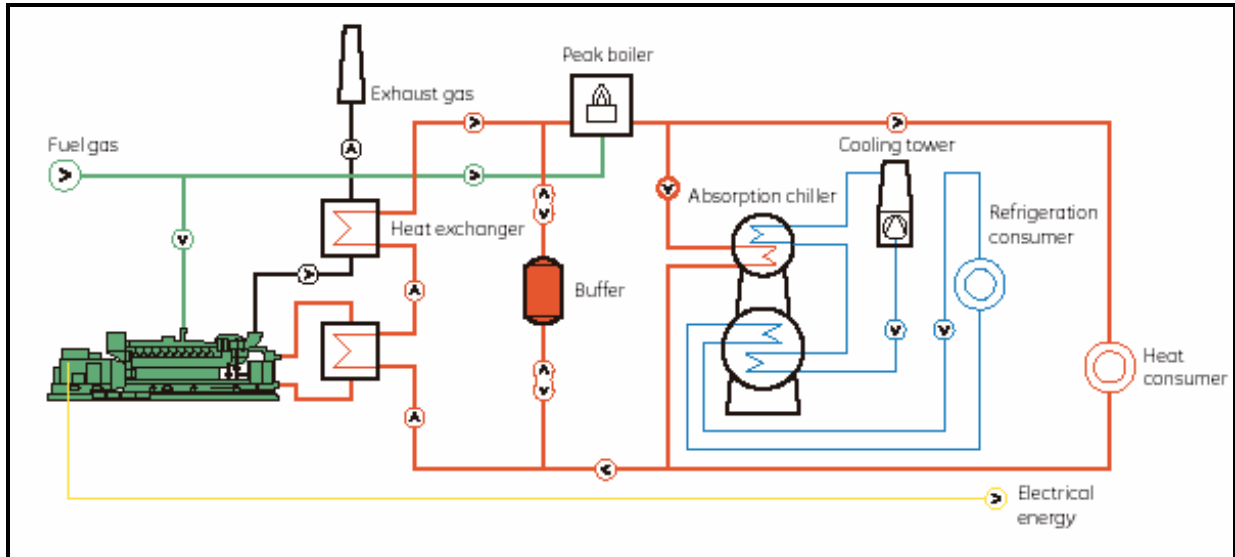 Peak boiler
Exhaust gas
Fuel gas
Cooling tower
Absorption chiller
Refrigeration
consumer
Heat exchanger
Buffer
Heat
consumer
Electrical
energy